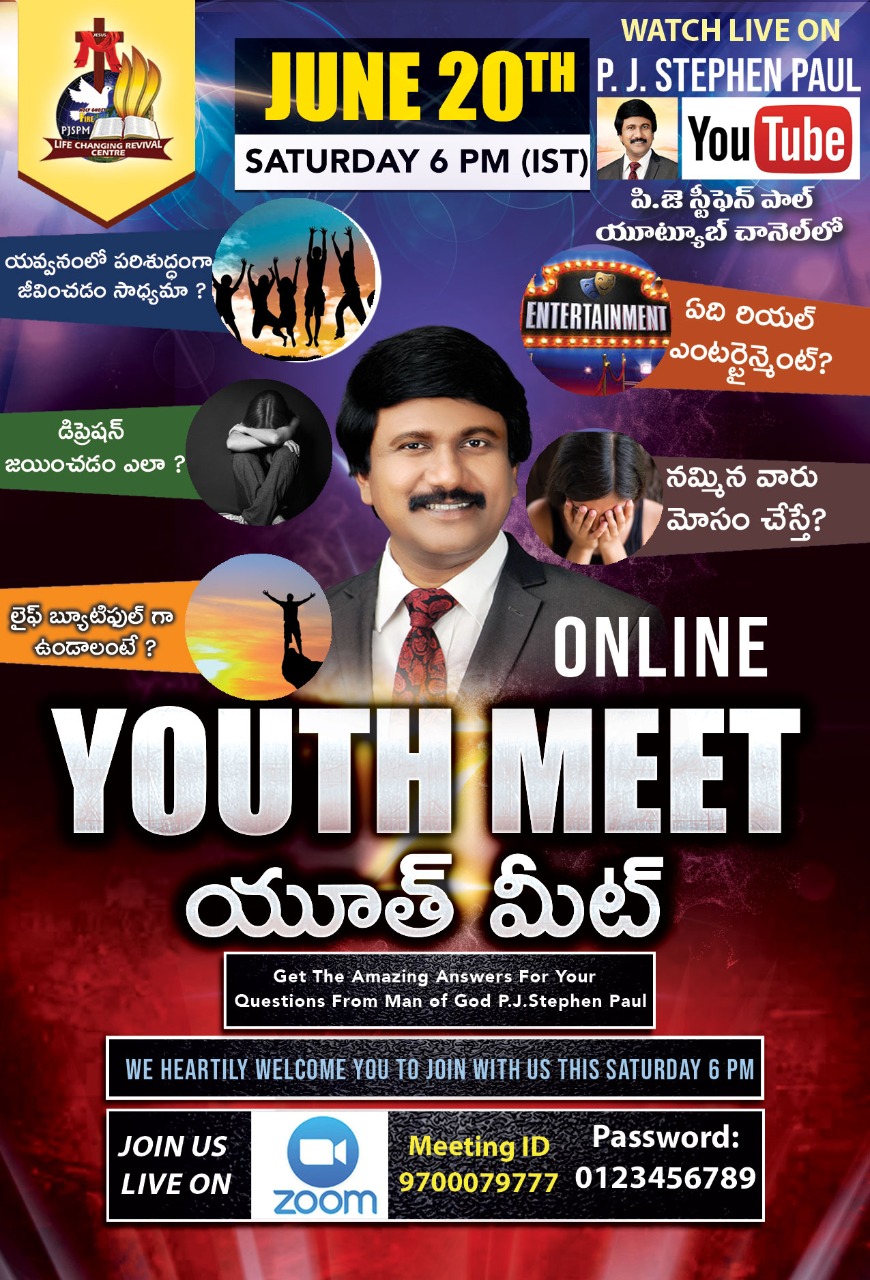 JESUS
HOLY GHOST
FIRE
PJSPM
LIFE CHANGING REVIVAL
CENTRE
JUNE 20TH
SATURDAY 6 PM (IST)
WATCH LIVE ON
P. J. STEPHEN PAUL
YouTube
పి.జె స్టీఫెన్ పాల్
యూట్యూబ్ చానెల్‌లో
యవ్వనంలో పరిశుద్ధంగా
జీవించడం సాధ్యమా ?
ENTERTAINMENT
ఏది రియల్
ఎంటర్టైన్మెంట్?
డిప్రెషన్
జయించడం ఎలా ?
నమ్మిన వారు
మోసం చేస్తే?
లైఫ్ బ్యూటిఫుల్ గా
ఉండాలంటే ?
ONLINE
YOUTH MEET
యూత్ మీట్
Get The Amazing Answers For Your
Questions From Man of God P.J.Stephen Paul
WE HEARTILY WELCOME YOU TO JOIN WITH US THIS SATURDAY 6 PM
JOIN US
LIVE ON
zoom
Meeting ID
9700079777
Password:
0123456789